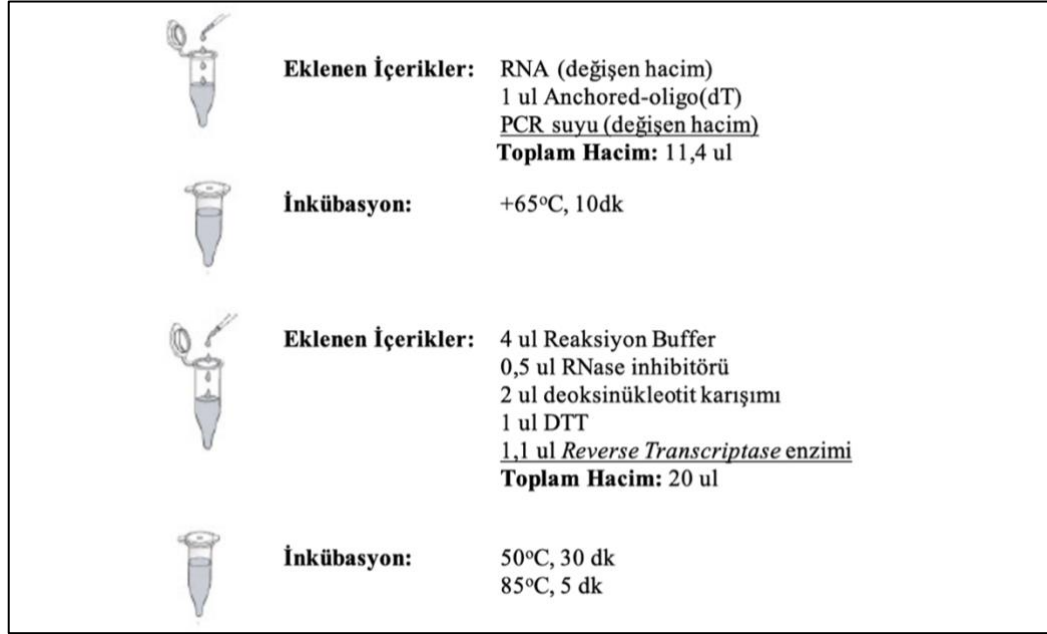 Eklenen İçerikler: RNA (değişen hacim)
1 ul Anchored-oligo(dT)
PCR suyu (değişen hacim)
Toplam Hacim: 11,4 ul
İnkübasyon: +65°C, 10dk
Eklenen İçerikler: 4 ul Reaksiyon Buffer
0,5 ul RNase inhibitörü
2 ul deoksinükleotit karışımı
1 ul DTT
1,1 ul Reverse Transcriptase enzimi
Toplam Hacim: 20 ul
İnkübasyon: 50°C, 30 dk
85°C, 5 dk